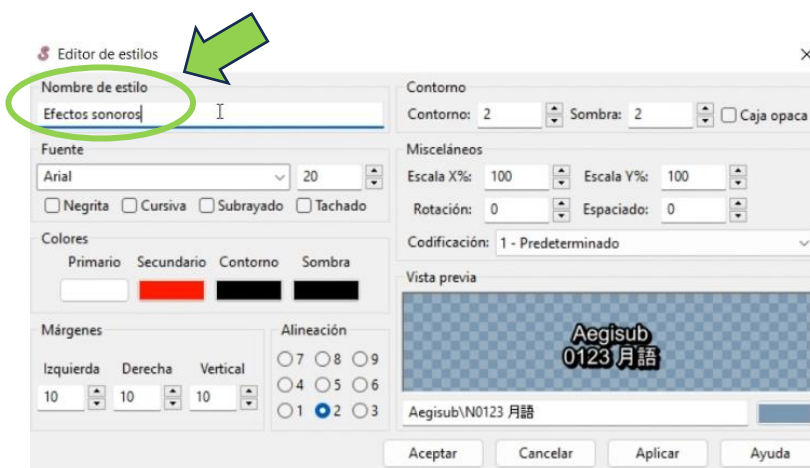 Editor de estilos
Nombre de estilo
Efectos sonoros
Fuente
Arial 20
Negrita Cursiva Subrayado Tachado
Colores
Primario Secundario Contorno Sombra
Márgenes
Izquierda Derecha Vertical
10 10 10
Alineación
7 8 9
4 5 6
1 2 3
Contorno
Contorno: 2 Sombra: 2 Caja opaca
Misceláneos
Escala X%: 100 Escala Y%: 100
Rotación: 0 Espaciado: 0
Codificación: 1 - Predeterminado
Vista previa
Aegisub
0123 月語
Aegisub\N0123 月語
Aceptar Cancelar Aplicar Ayuda